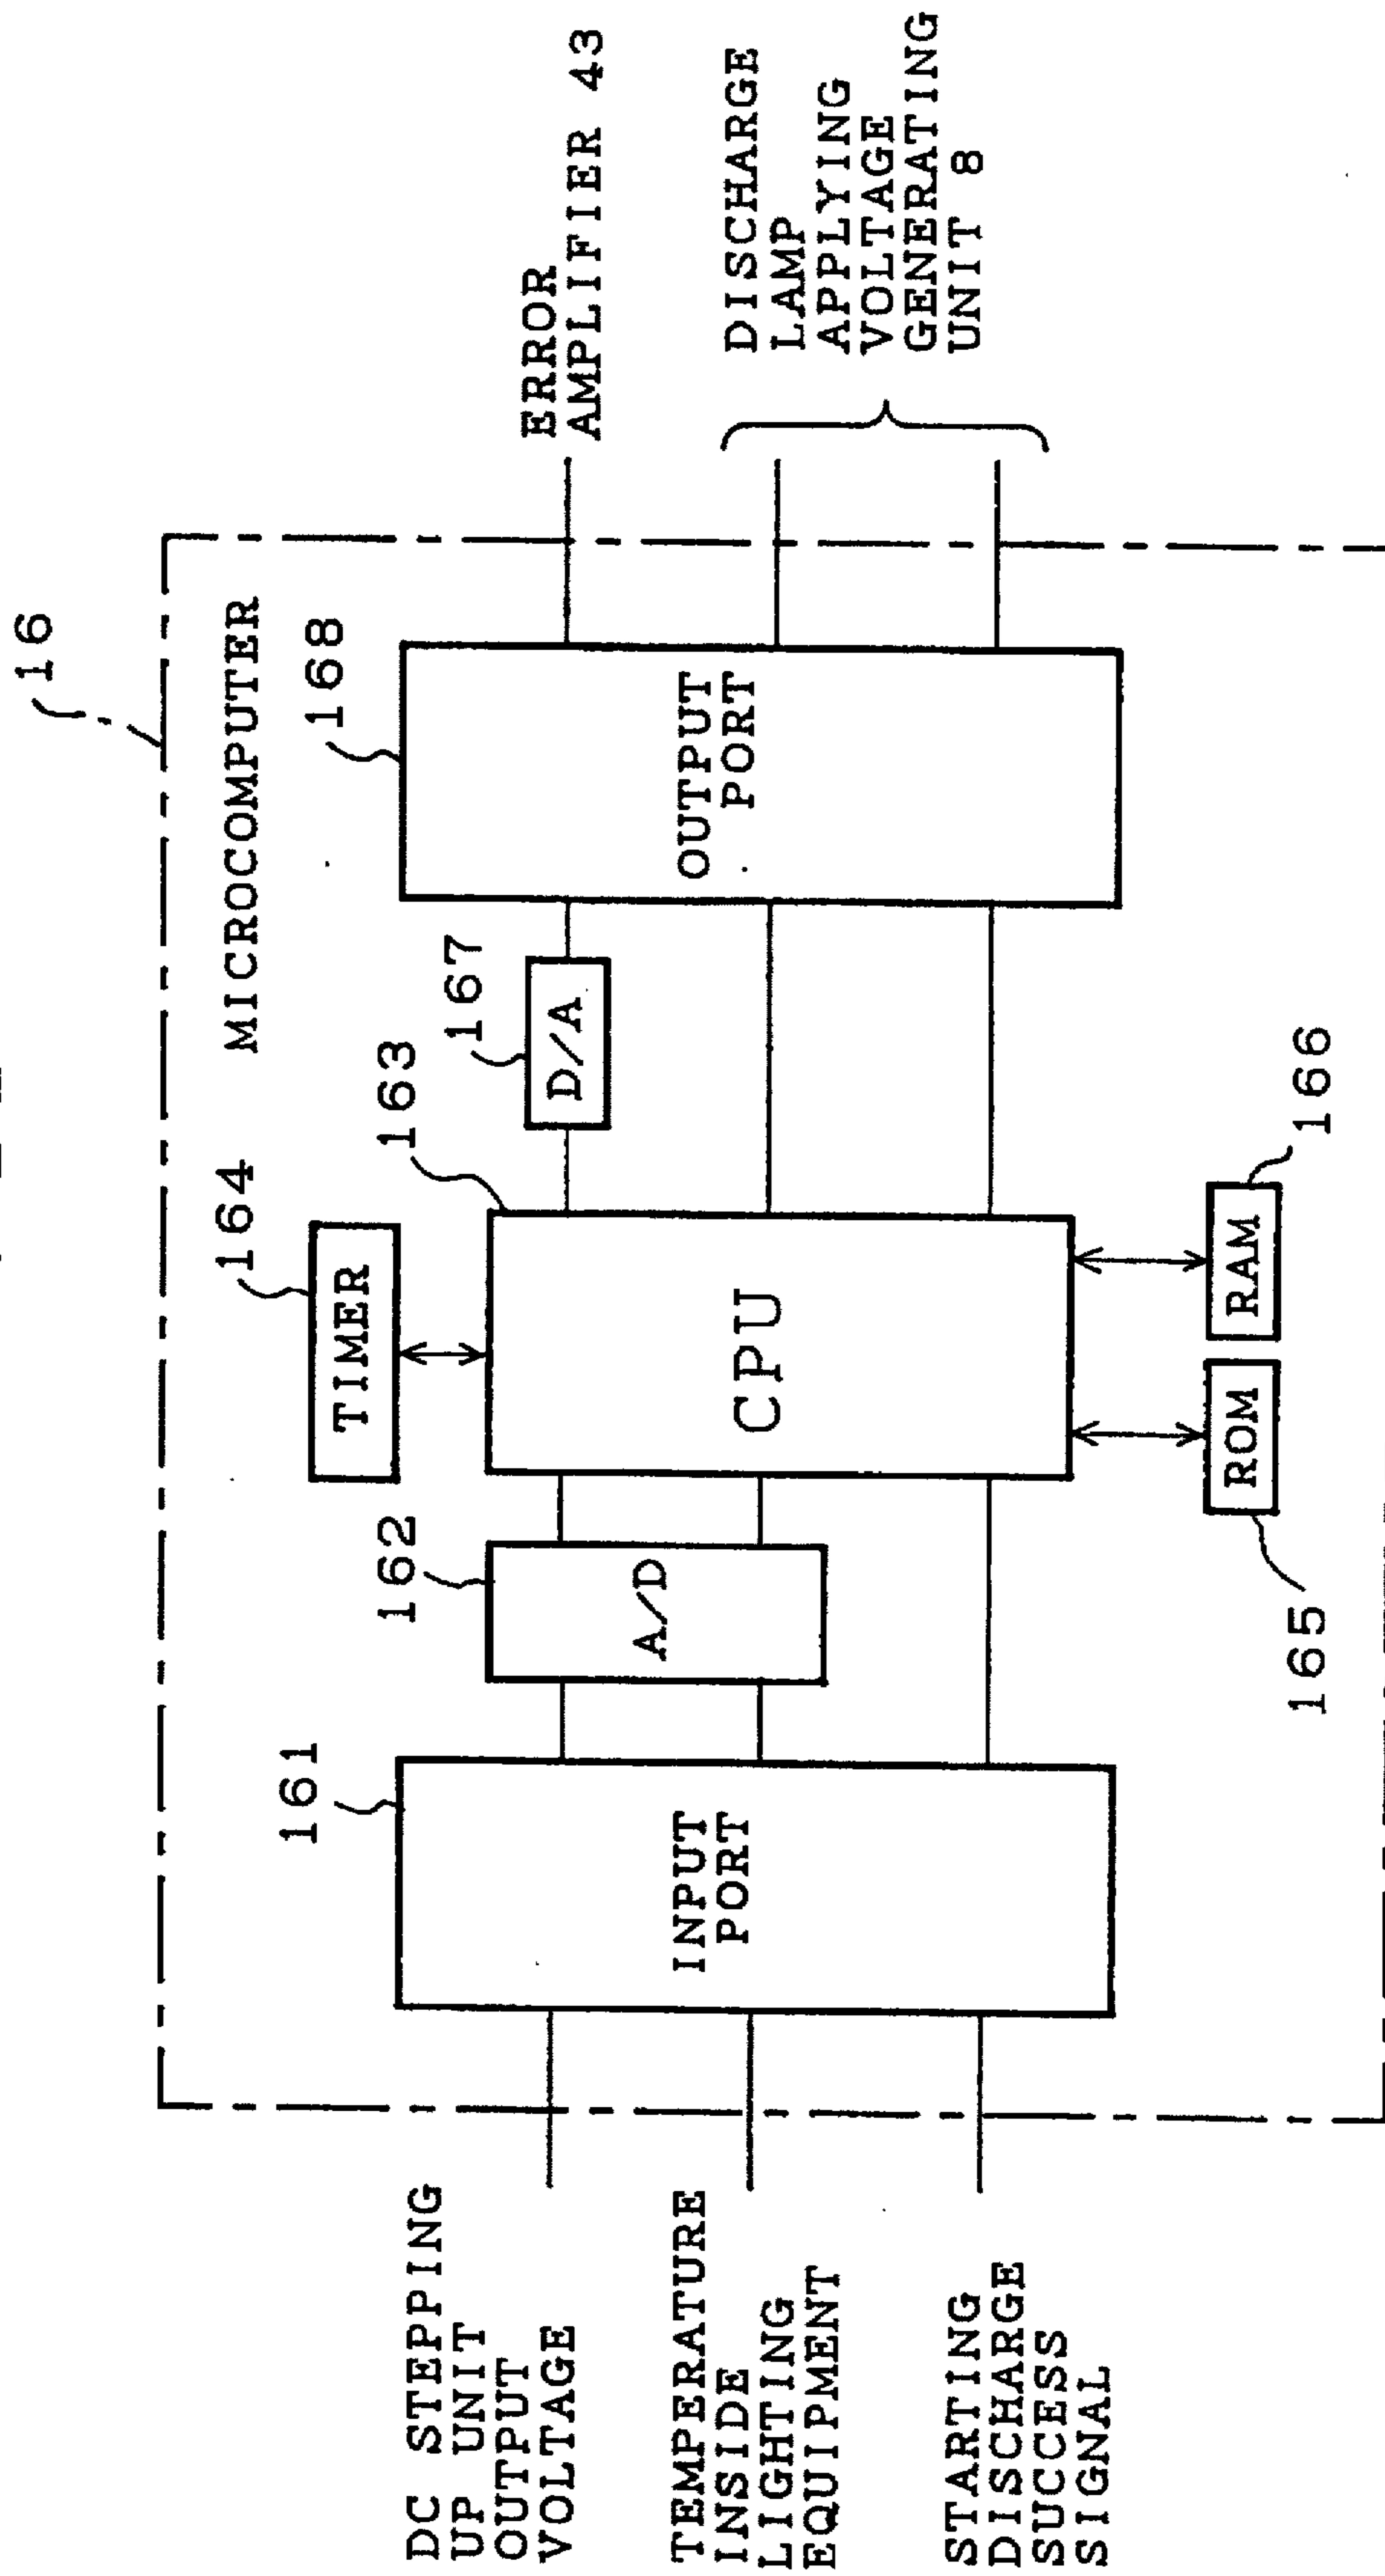 16
MICROCOMPUTER
161
162
164
163
167
168
DC STEPPING
UP UNIT
OUTPUT
VOLTAGE
TEMPERATURE
INSIDE
LIGHTING
EQUIPMENT
STARTING
DISCHARGE
SUCCESS
SIGNAL
INPUT
PORT
A/D
TIMER
CPU
D/A
OUTPUT
PORT
ROM
RAM
165
166
ERROR
AMPLIFIER 43
DISCHARGE
LAMP
APPLYING
VOLTAGE
GENERATING
UNIT 8